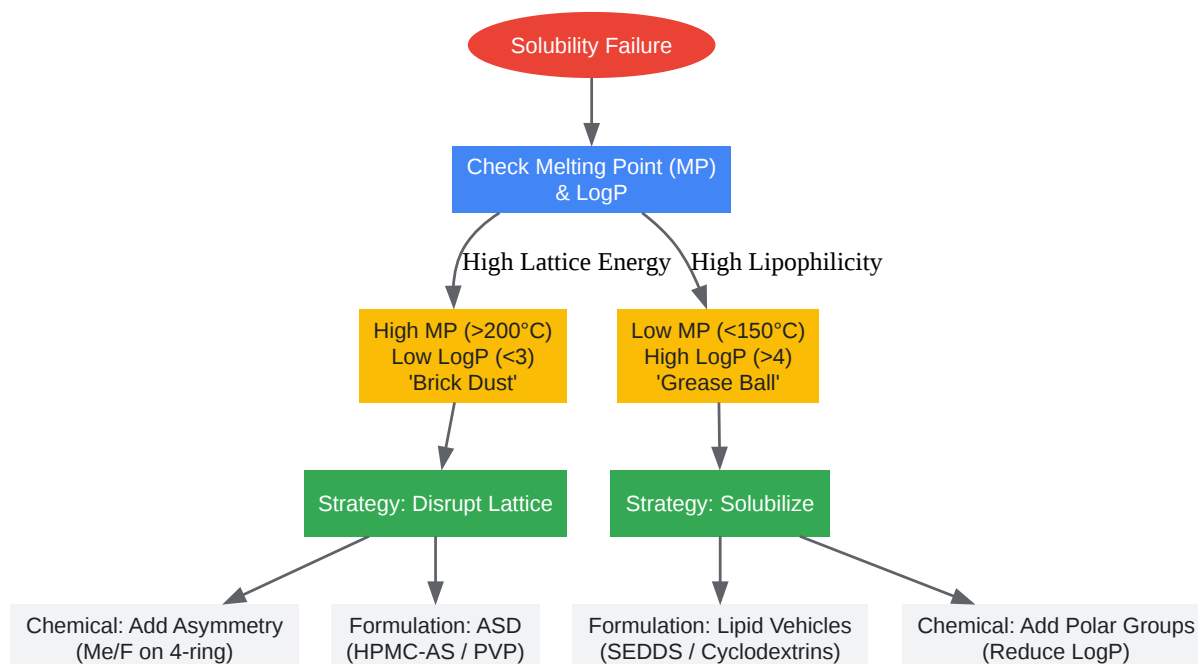 Solubility Failure
Check Melting Point (MP)
& LogP
High Lattice Energy
High Lipophilicity
High MP (>200°C)
Low LogP (<3)
'Brick Dust'
Low MP (<150°C)
High LogP (>4)
'Grease Ball'
Strategy: Disrupt Lattice
Strategy: Solubilize
Chemical: Add Asymmetry
(Me/F on 4-ring)
Formulation: ASD
(HPMC-AS / PVP)
Formulation: Lipid Vehicles
(SEDDS / Cyclodextrins)
Chemical: Add Polar Groups
(Reduce LogP)